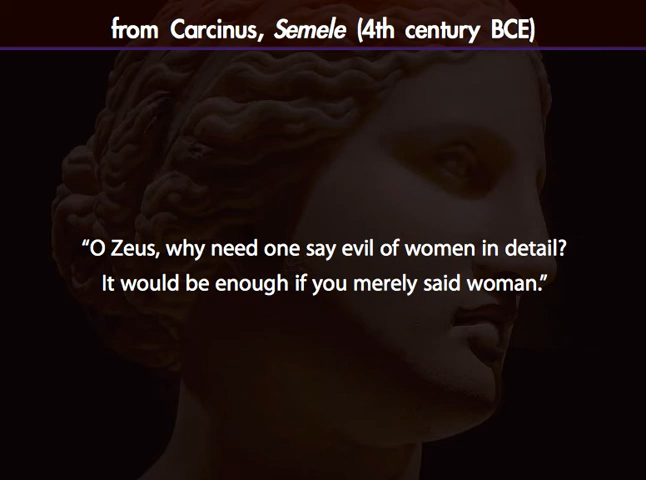 from Carcinus, Semele (4th century BCE)
“O Zeus, why need one say evil of women in detail?
It would be enough if you merely said woman.”